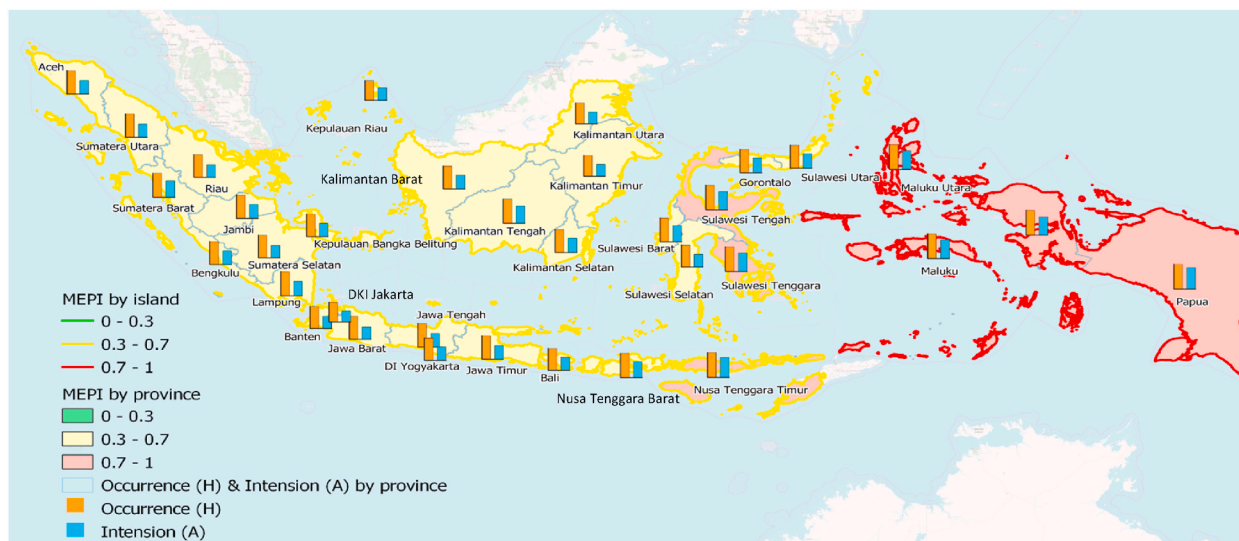 Aceh
Sumatera Utara
Kepulauan Riau
Riau
Sumatera Barat
Jambi
Kepulauan Bangka Belitung
Bengkulu
Sumatera Selatan
Lampung
Kalimantan Utara
Kalimantan Barat
Kalimantan Timur
Kalimantan Tengah
Kalimantan Selatan
Gorontalo
Sulawesi Utara
Sulawesi Tengah
Sulawesi Barat
Sulawesi Selatan
Sulawesi Tenggara
Maluku Utara
Maluku
Papua
DKI Jakarta
Banten
Jawa Barat
Jawa Tengah
DI Yogyakarta
Jawa Timur
Bali
Nusa Tenggara Barat
Nusa Tenggara Timur
MEPI by island
0 - 0.3
0.3 - 0.7
0.7 - 1
MEPI by province
0 - 0.3
0.3 - 0.7
0.7 - 1
Occurrence (H) & Intension (A) by province
Occurrence (H)
Intension (A)